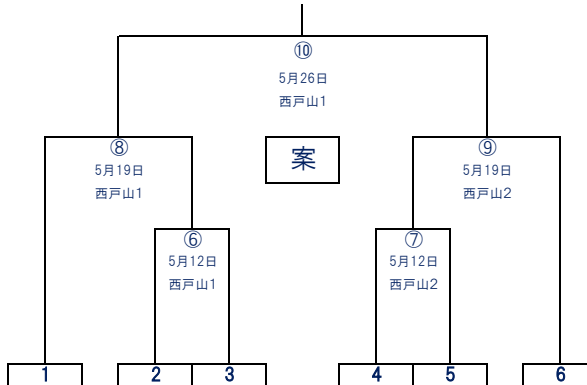 ⑩
5月26日
西戸山1
⑧
5月19日
西戸山1
案
⑨
5月19日
西戸山2
⑥
5月12日
西戸山1
⑦
5月12日
西戸山2
1 2 3 4 5 6